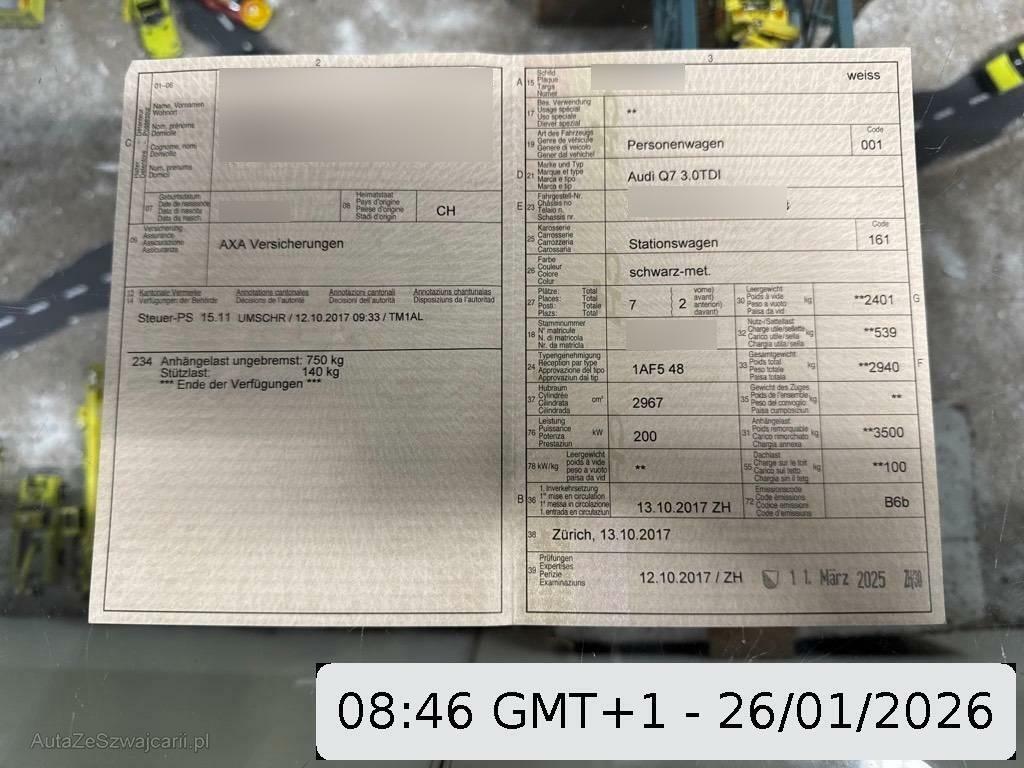 2
01-06
Name, Vornamen
Wohnort
Nom, prénoms
Domicile
Cognome, nomi
Domicilio
Num, prenums
Domicil
C
07 Geburtsdatum
Date de naissance
Data di nascita
Data da nasch.
08 Heimatstaat
Pays d'origine
Paese d'origine
Stadi d'origin
CH
09 Versicherung
Assurance
Assicurazione
Assicuranza
AXA Versicherungen
13 Kantonale Vermerke Annotations cantonales Annotazioni cantonali Annotaziuns chantunalas
14 Verfügungen der Behörde Décisions de l'autorité Decisioni dell'autorità Disposiziuns da l'autoritad
Steuer-PS 15.11 UMSCHR / 12.10.2017 09:33 / TM1AL
234 Anhängelast ungebremst: 750 kg
Stützlast: 140 kg
*** Ende der Verfügungen ***
3
A 15 Schild
Plaque
Targa
Numer
weiss
17 Bes. Verwendung
Usage spécial
Uso speciale
Diever spezial
**
19 Art des Fahrzeugs
Genre de véhicule
Genere di veicolo
Gener dal vehichel
Personenwagen
Code
001
D 21 Marke und Typ
Marque et type
Marca e tipo
Marca e tip
Audi Q7 3.0TDI
E 23 Fahrgestell-Nr.
Châssis no
Telaio n.
Schassis nr.
25 Karosserie
Carrosserie
Carrozzeria
Carossaria
Stationswagen
Code
161
26 Farbe
Couleur
Colore
Colur
schwarz-met.
27 Plätze: Total
Places: Total
Posti: Totale
Plazs: Total
7
2
vorne)
avant)
anteriori)
davant)
30 Leergewicht
Poids à vide
Peso a vuoto
Paisa da vid
kg
**2401
G
18 Stammnummer
N° matricule
N. di matricola
Nr. da matricla
32 Nutz-/Sattellast
Charge utile/sellette
Carico utile/sella
Chargia utila/sella
kg
**539
24 Typengenehmigung
Réception par type
Approvazione del tipo
Approvaziun dal tip
1AF5 48
33 Gesamtgewicht
Poids total
Peso totale
Paisa totala
kg
**2940
F
37 Hubraum
Cylindrée
Cilindrata
Cilindrada
cm³
2967
35 Gewicht des Zuges
Poids de l'ensemble
Peso del convoglio
Paisa cumposiziun
kg
**
76 Leistung
Puissance
Potenza
Prestaziun
kW
200
31 Anhängelast
Poids remorquable
Carico rimorchiato
Chargia annexa
kg
**3500
78 kW/kg
Leergewicht
poids à vide
peso a vuoto
paisa da vid
**
55 Dachlast
Charge sur le toit
Carico sul tetto
Chargia sin il tetg
kg
**100
B 36 1. Inverkehrsetzung
1re mise en circulation
1a messa in circolazione
1. entrada en circulaziun
13.10.2017 ZH
72 Emissionscode
Code émissions
Codice emissioni
Code d'emissiuns
B6b
38 Zürich, 13.10.2017
39 Prüfungen
Expertises
Perizie
Examinaziuns
12.10.2017 / ZH
11. März 2025
08:46 GMT+1 - 26/01/2026
AutaZeSzwajcarii.pl